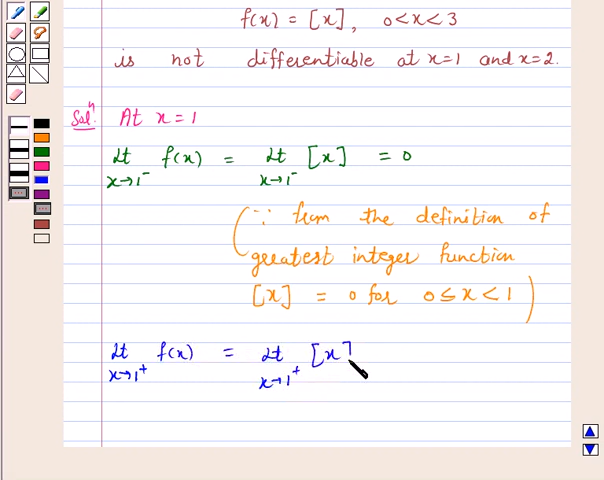 f(x) = [x], 0<x<3
is not differentiable at x=1 and x=2.
Solⁿ At x=1
Lt f(x) = Lt [x] = 0
x→1⁻ x→1⁻
(∵ from the definition of
greatest integer function
[x] = 0 for 0≤x<1)
Lt f(x) = Lt [x]
x→1⁺ x→1⁺